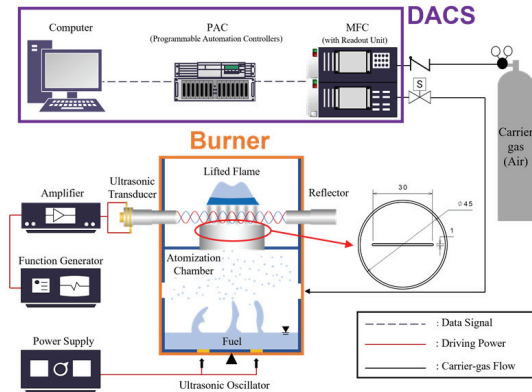 DACS
Computer
PAC
(Programmable Automation Controllers)
MFC
(with Readout Unit)
S
Carrier
gas
(Air)
Burner
Ultrasonic
Transducer
Lifted Flame
Reflector
Amplifier
30
Φ45
1
Atomization
Chamber
Function Generator
Power Supply
Fuel
Ultrasonic Oscillator
: Data Signal
: Driving Power
: Carrier-gas Flow